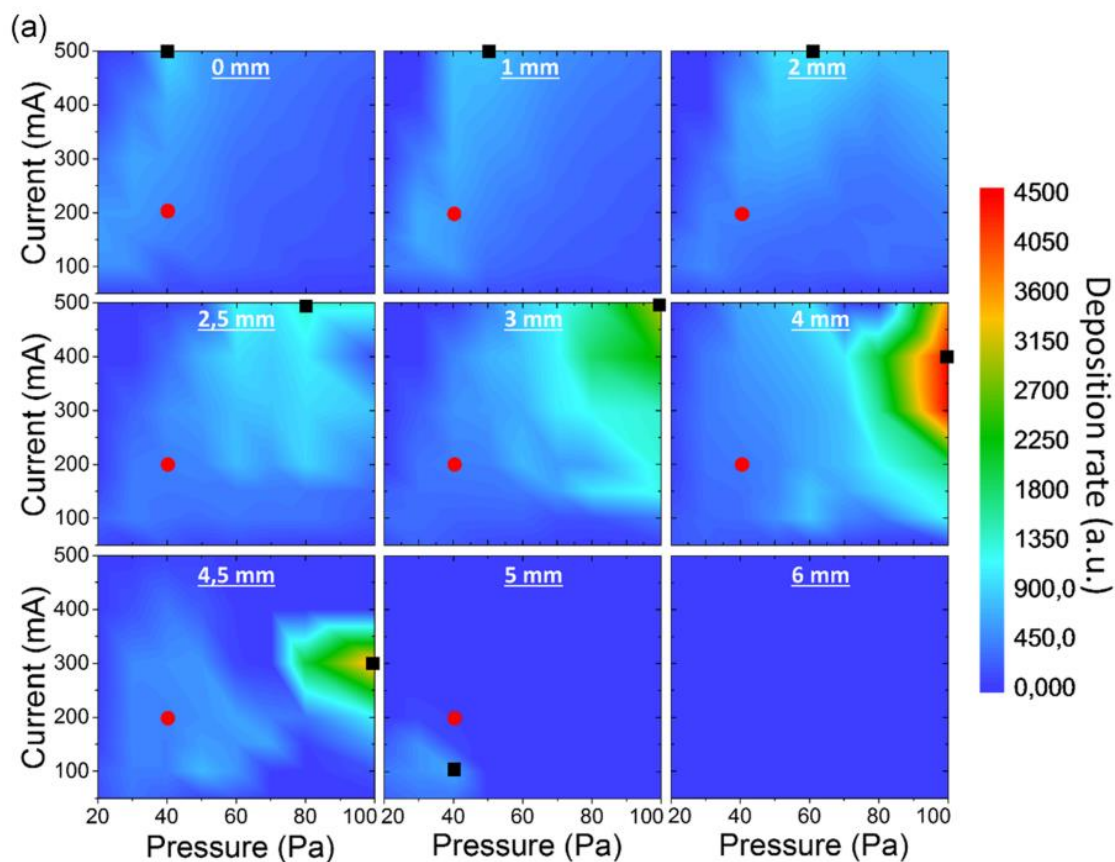 (a)
500
400
300
200
100
Current (mA)
0 mm
1 mm
2 mm
500
400
300
200
100
Current (mA)
2,5 mm
3 mm
4 mm
500
400
300
200
100
Current (mA)
4,5 mm
5 mm
6 mm
20 40 60 80 100
20 40 60 80 100
20 40 60 80 100
Pressure (Pa)
Pressure (Pa)
Pressure (Pa)
4500
4050
3600
3150
2700
2250
1800
1350
900,0
450,0
0,000
Deposition rate (a.u.)